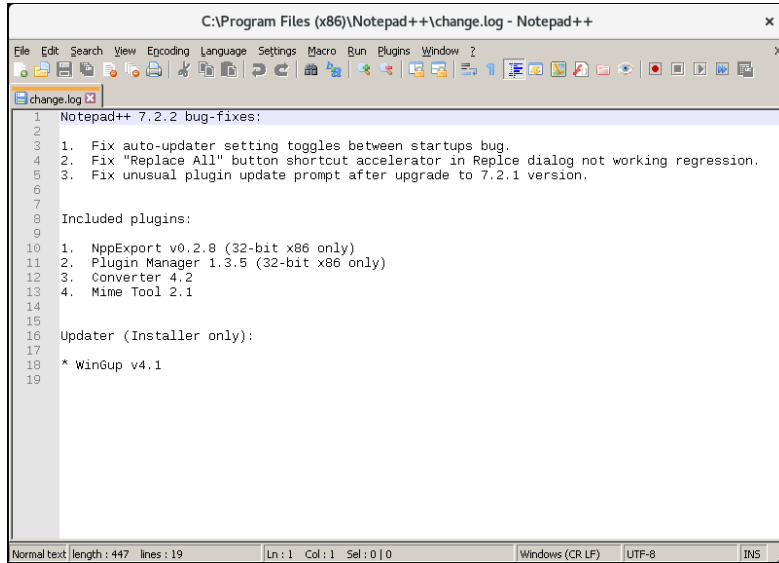 C:\Program Files (x86)\Notepad++\change.log - Notepad++
File Edit Search View Encoding Language Settings Macro Run Plugins Window ?
change.log
1 Notepad++ 7.2.2 bug-fixes:
2
3 1. Fix auto-updater setting toggles between startups bug.
4 2. Fix "Replace All" button shortcut accelerator in Replce dialog not working regression.
5 3. Fix unusual plugin update prompt after upgrade to 7.2.1 version.
6
7
8 Included plugins:
9
10 1. NppExport v0.2.8 (32-bit x86 only)
11 2. Plugin Manager 1.3.5 (32-bit x86 only)
12 3. Converter 4.2
13 4. Mime Tool 2.1
14
15
16 Updater (Installer only):
17
18 * WinGup v4.1
19
Normal text length : 447 lines : 19 Ln : 1 Col : 1 Sel : 0 | 0 Windows (CR LF) UTF-8 INS